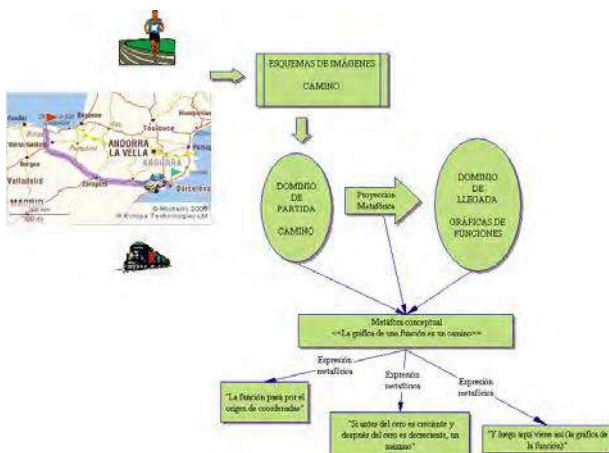 ESQUEMAS DE IMÁGENES
CAMINO
Toulouse
ANDORRA
LA VELLA
ANDORRA
Valladolid
Zaragoza
Barcelona
MADRID
© Michelin 2005
© Europa Technologies Ltd
DOMINIO
DE
PARTIDA
CAMINO
Proyección
Metafórica
DOMINIO
DE
LLEGADA
GRÁFICAS DE
FUNCIONES
Metáfora conceptual
<<La gráfica de una función es un camino>>
Expresión
metafórica
Expresión
metafórica
Expresión
metafórica
"La función pasa por el
origen de coordenadas"
"Si antes del cero es creciente y
después del cero es decreciente, un
máximo"
"Y luego aquí viene así (la gráfica de
la función)"